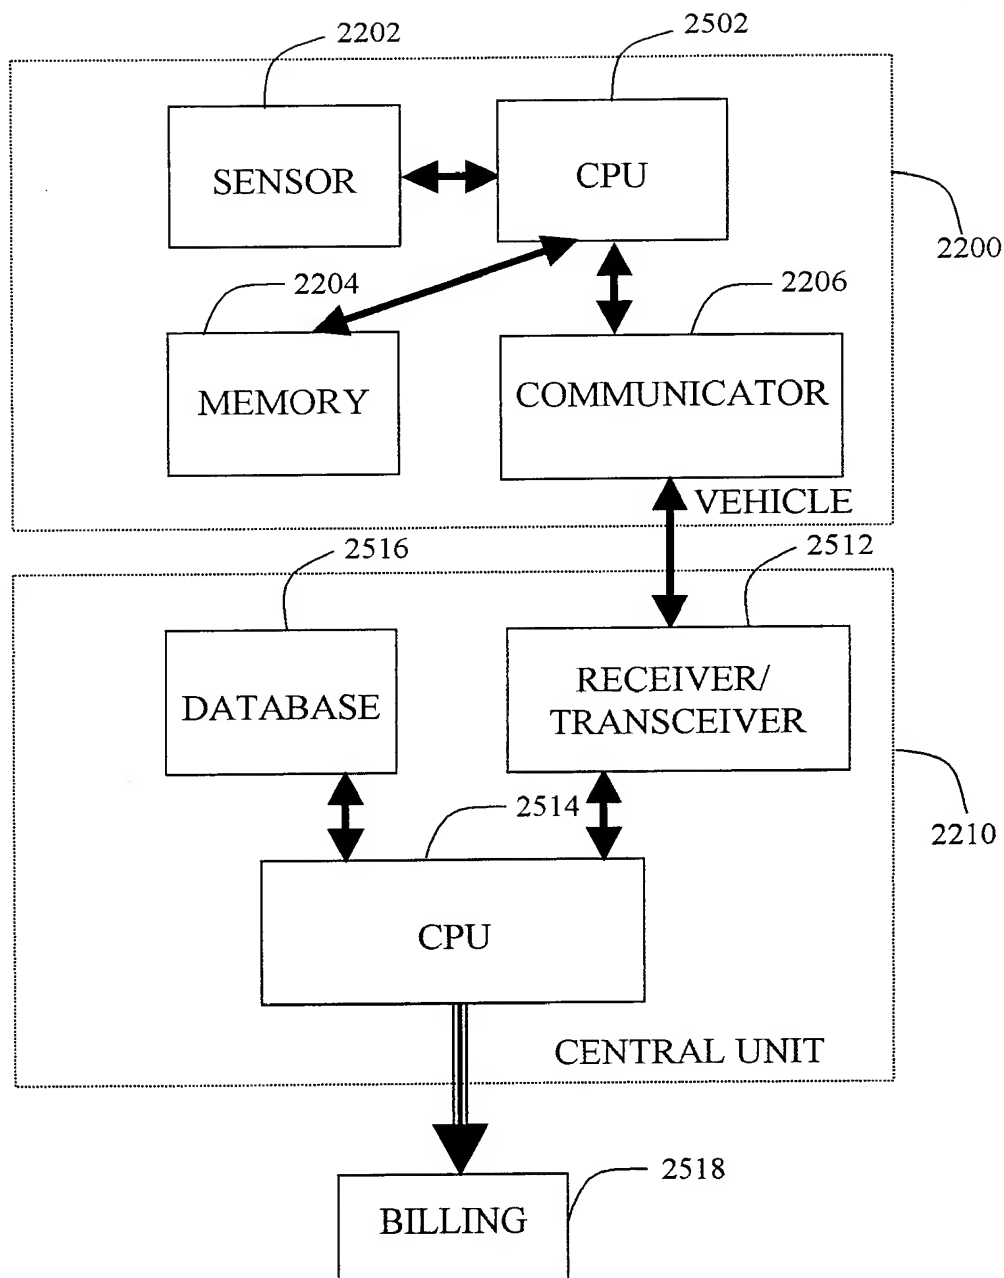 2202
2502
SENSOR
CPU
2200
2204
2206
MEMORY
COMMUNICATOR
VEHICLE
2516
2512
DATABASE
RECEIVER/
TRANSCEIVER
2514
2210
CPU
CENTRAL UNIT
2518
BILLING